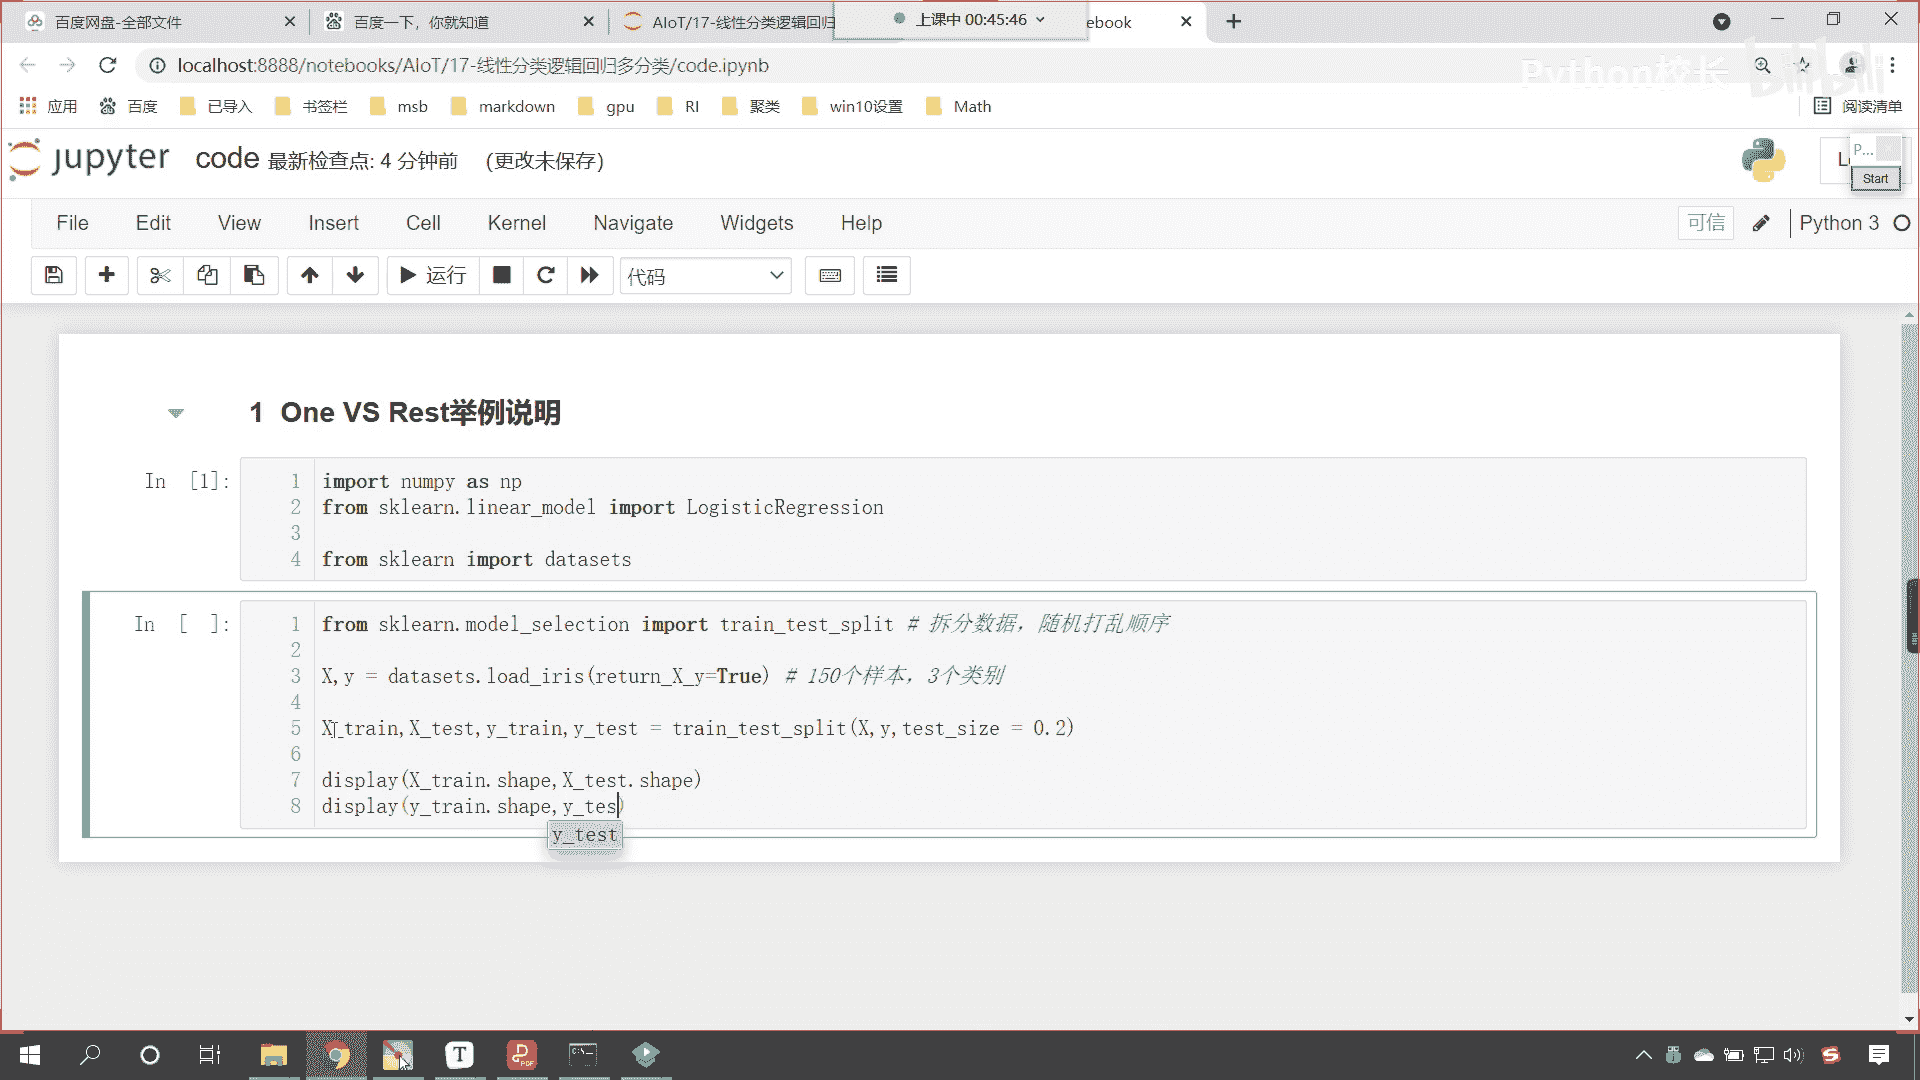 百度网盘-全部文件
百度一下，你就知道
AIoT/17-线性分类逻辑回归
上课中 00:45:46
ebook
localhost:8888/notebooks/AIoT/17-线性分类逻辑回归多分类/code.ipynb
Python校长
bilibili
应用
百度
已导入
书签栏
msb
markdown
gpu
RI
聚类
win10设置
Math
阅读清单
jupyter
code 最新检查点: 4 分钟前 (更改未保存)
P...
Start
File
Edit
View
Insert
Cell
Kernel
Navigate
Widgets
Help
可信
Python 3
运行
代码
1 One VS Rest举例说明
In [1]:
1 import numpy as np
2 from sklearn.linear_model import LogisticRegression
3
4 from sklearn import datasets
In [ ]:
1 from sklearn.model_selection import train_test_split # 拆分数据，随机打乱顺序
2
3 X,y = datasets.load_iris(return_X_y=True) # 150个样本，3个类别
4
5 X_train,X_test,y_train,y_test = train_test_split(X,y,test_size = 0.2)
6
7 display(X_train.shape,X_test.shape)
8 display(y_train.shape,y_tes)
y_test